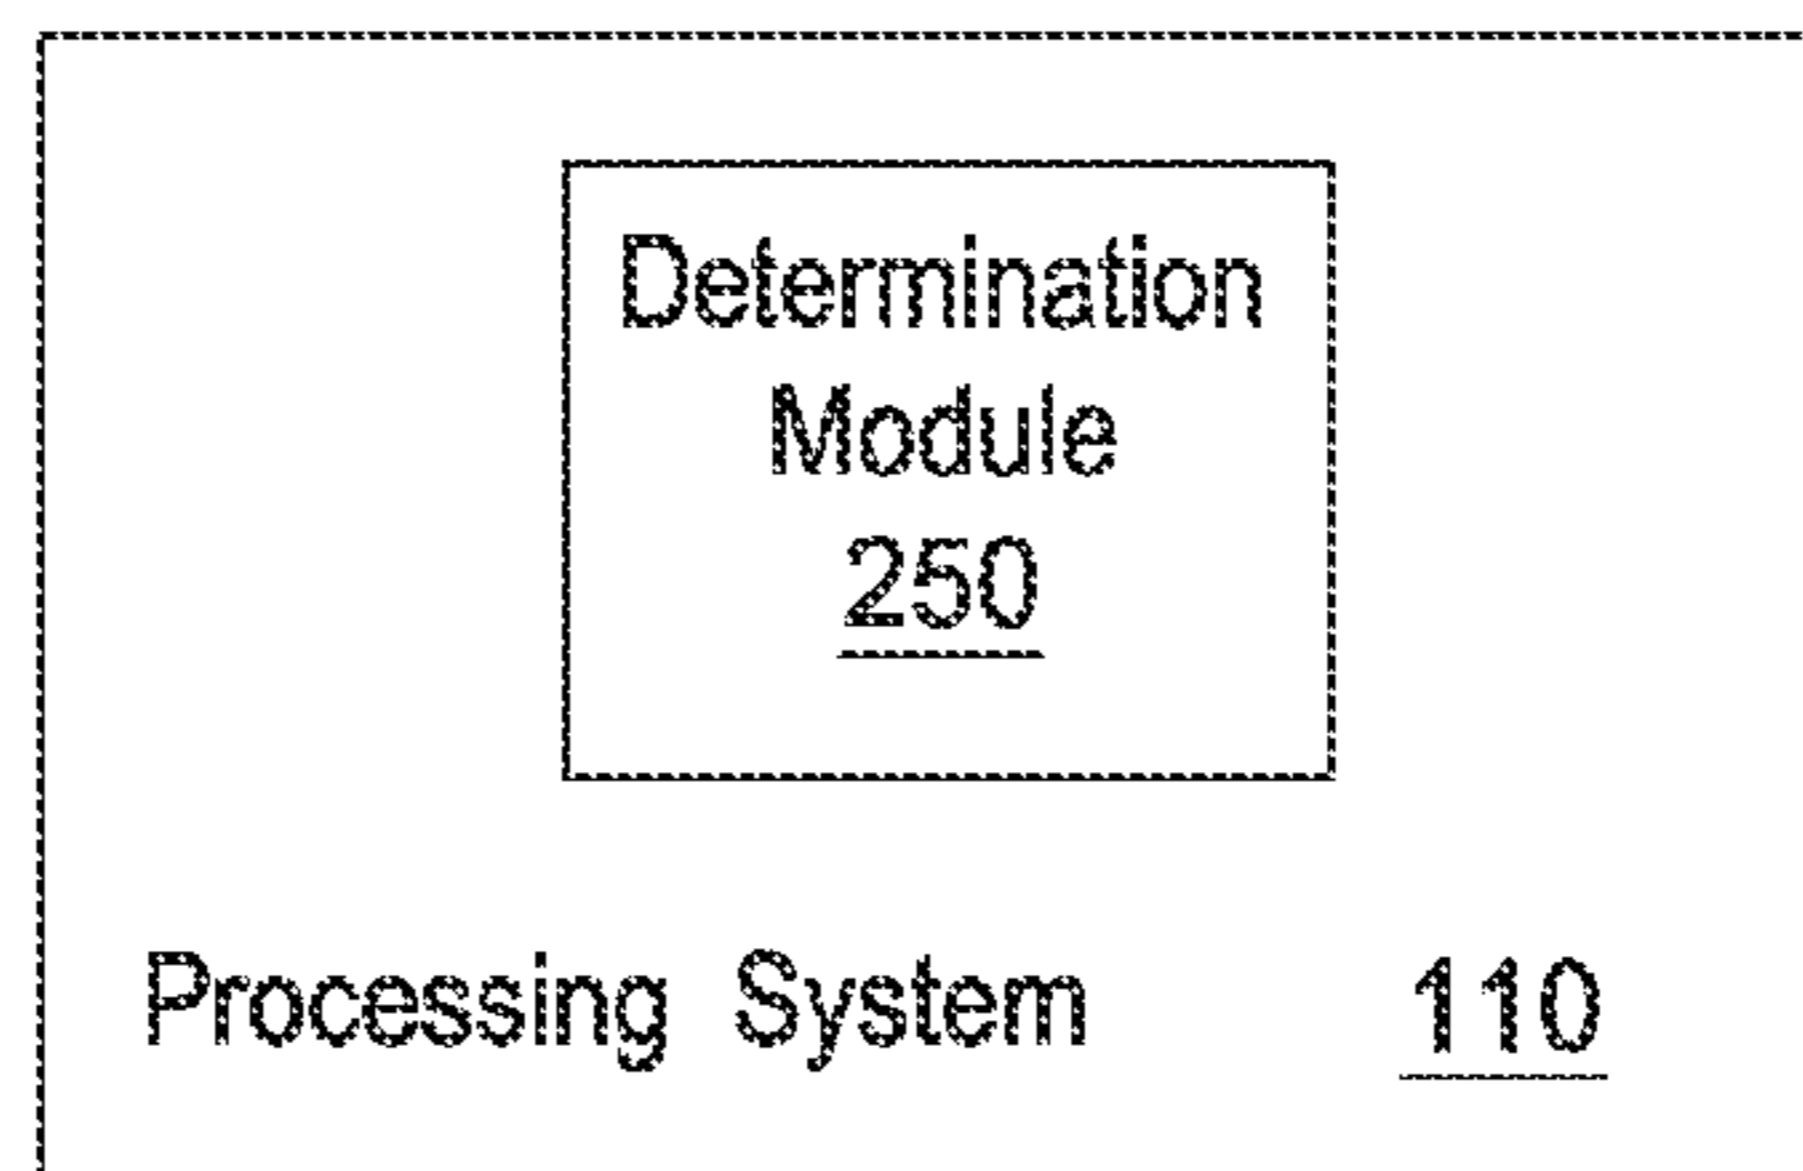 Determination
Module
250
Processing System 110